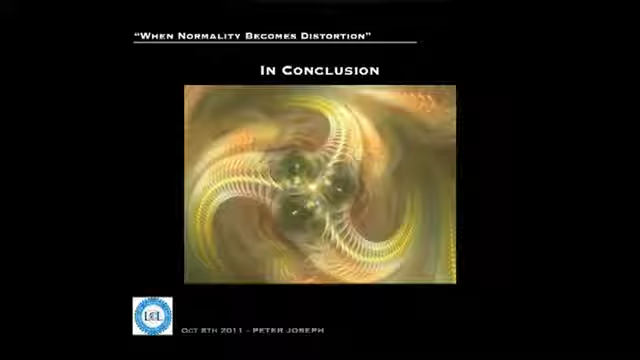 "When Normality Becomes Distortion"
In Conclusion
Oct 8th 2011 - Peter Joseph